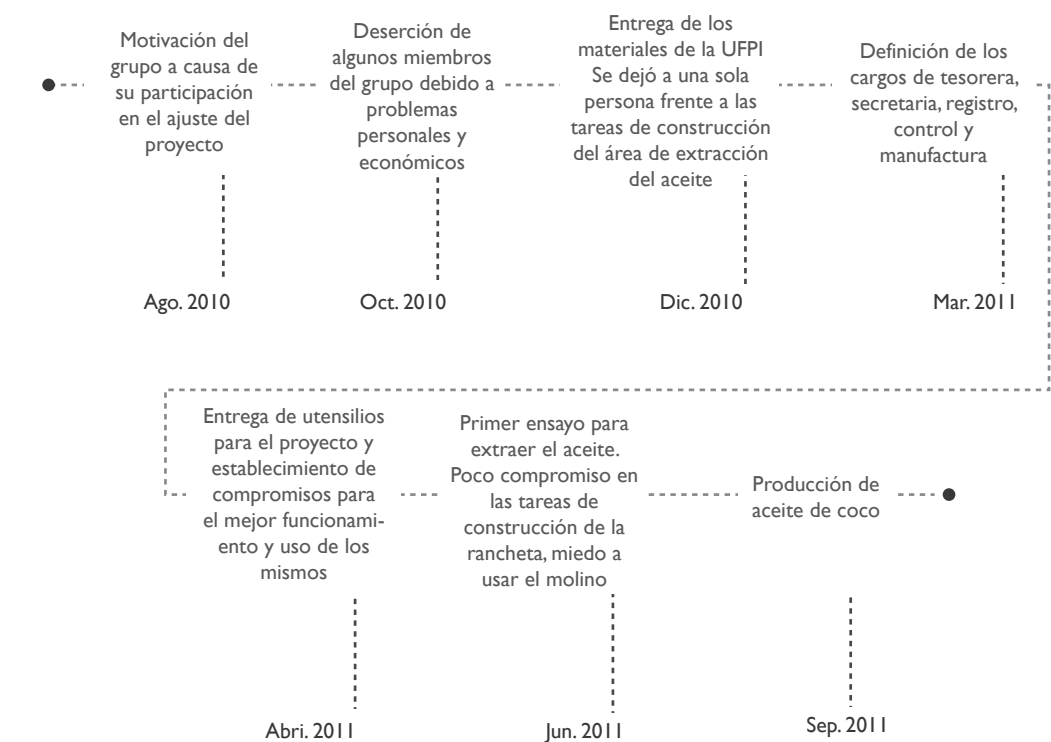 Motivación del
grupo a causa de
su participación
en el ajuste del
proyecto
Ago. 2010
Deserción de
algunos miembros
del grupo debido a
problemas
personales y
económicos
Oct. 2010
Entrega de los
materiales de la UFPI
Se dejó a una sola
persona frente a las
tareas de construcción
del área de extracción
del aceite
Dic. 2010
Definición de los
cargos de tesorera,
secretaria, registro,
control y
manufactura
Mar. 2011
Entrega de utensilios
para el proyecto y
establecimiento de
compromisos para
el mejor funcionami-
ento y uso de los
mismos
Abri. 2011
Primer ensayo para
extraer el aceite.
Poco compromiso en
las tareas de
construcción de la
rancheta, miedo a
usar el molino
Jun. 2011
Producción de
aceite de coco
Sep. 2011